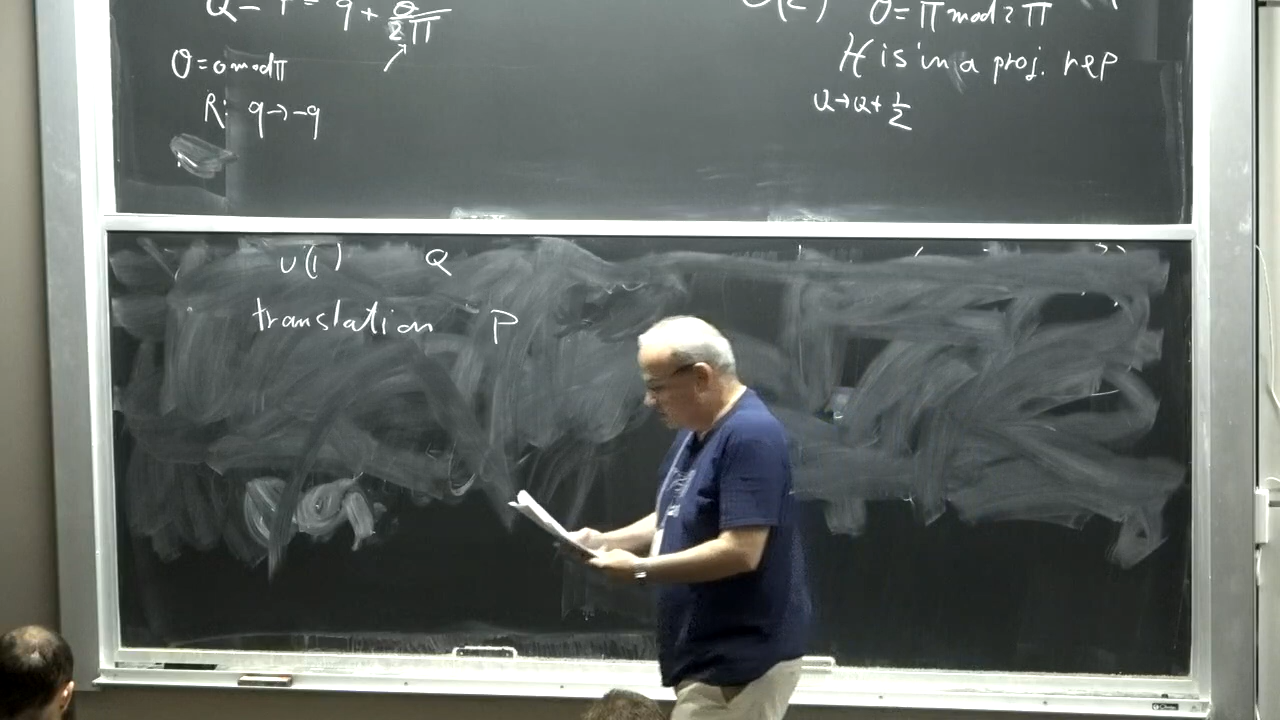 Q = q + θ/2π
θ = 0 mod π
R: q → -q
θ = π mod 2π
H is in a proj. rep
Q → Q + 1/2
U(1) Q
translation P